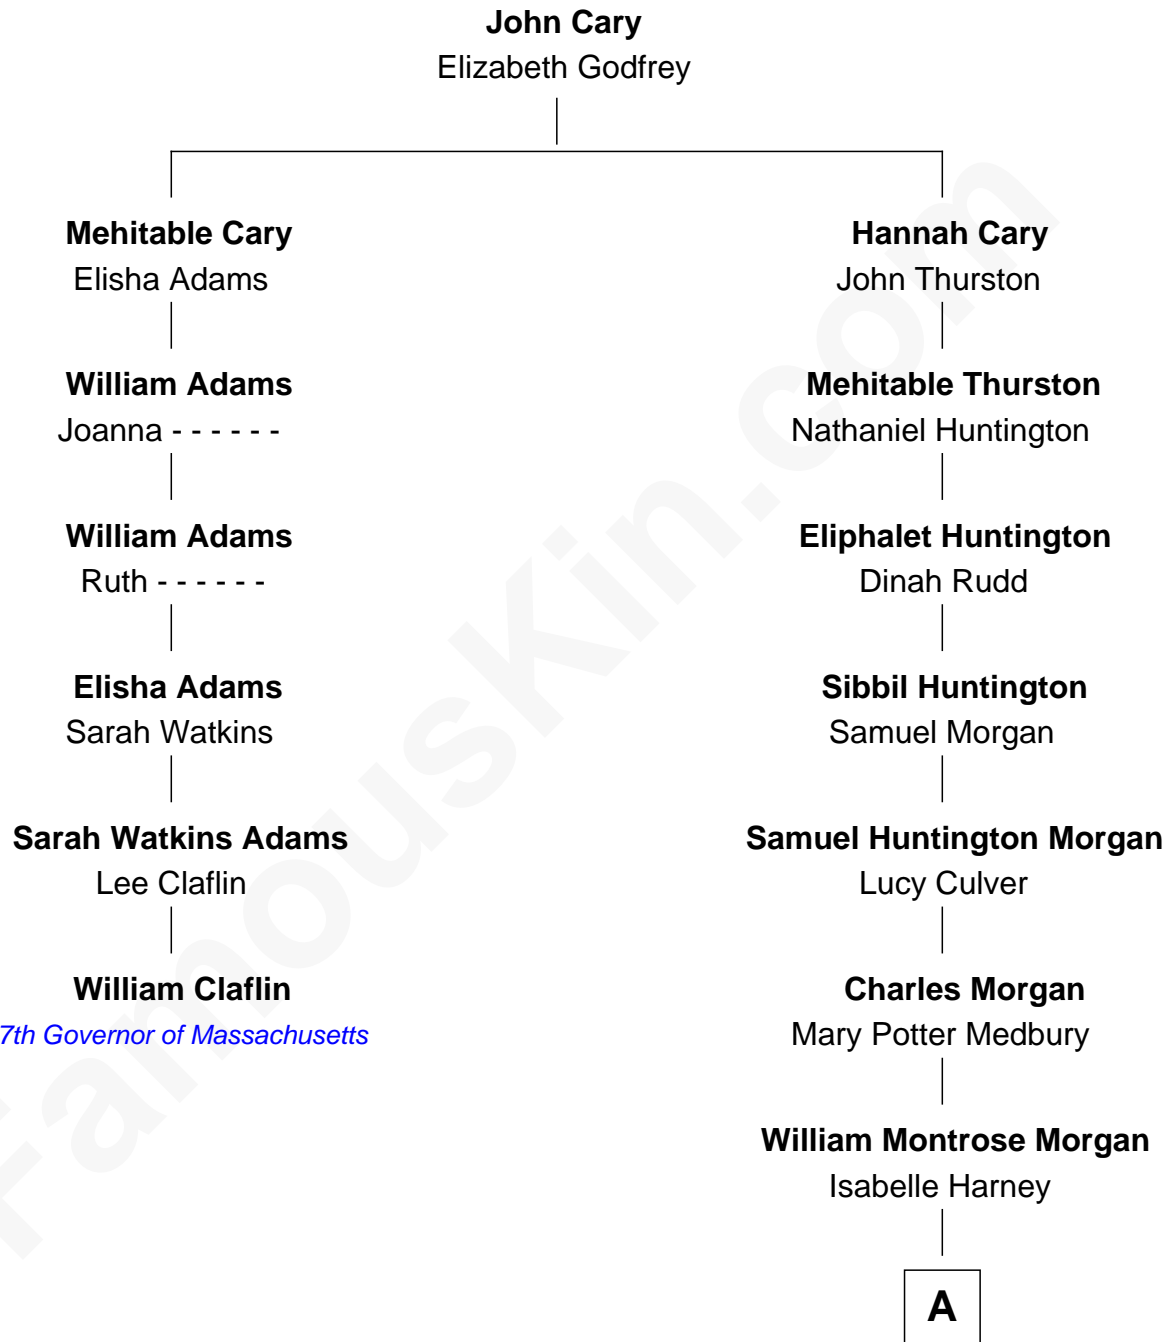 John Cary
Elizabeth Godfrey
Mehitable Cary
Elisha Adams
Hannah Cary
John Thurston
William Adams
Joanna - - - - - -
Mehitable Thurston
Nathaniel Huntington
William Adams
Ruth - - - - - -
Eliphalet Huntington
Dinah Rudd
Elisha Adams
Sarah Watkins
Sibbil Huntington
Samuel Morgan
Sarah Watkins Adams
Lee Claflin
Samuel Huntington Morgan
Lucy Culver
William Claflin
7th Governor of Massachusetts
Charles Morgan
Mary Potter Medbury
William Montrose Morgan
Isabelle Harney
A
FamousKin.com